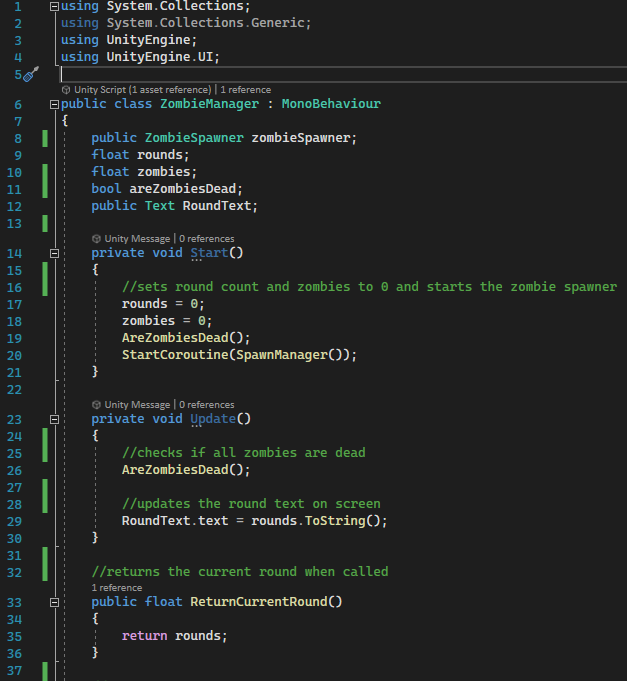 1 using System.Collections;
2 using System.Collections.Generic;
3 using UnityEngine;
4 using UnityEngine.UI;
5
Unity Script (1 asset reference) | 1 reference
6 public class ZombieManager : MonoBehaviour
7 {
8 public ZombieSpawner zombieSpawner;
9 float rounds;
10 float zombies;
11 bool areZombiesDead;
12 public Text RoundText;
13
Unity Message | 0 references
14 private void Start()
15 {
16 //sets round count and zombies to 0 and starts the zombie spawner
17 rounds = 0;
18 zombies = 0;
19 AreZombiesDead();
20 StartCoroutine(SpawnManager());
21 }
22
Unity Message | 0 references
23 private void Update()
24 {
25 //checks if all zombies are dead
26 AreZombiesDead();
27
28 //updates the round text on screen
29 RoundText.text = rounds.ToString();
30 }
31
32 //returns the current round when called
1 reference
33 public float ReturnCurrentRound()
34 {
35 return rounds;
36 }
37